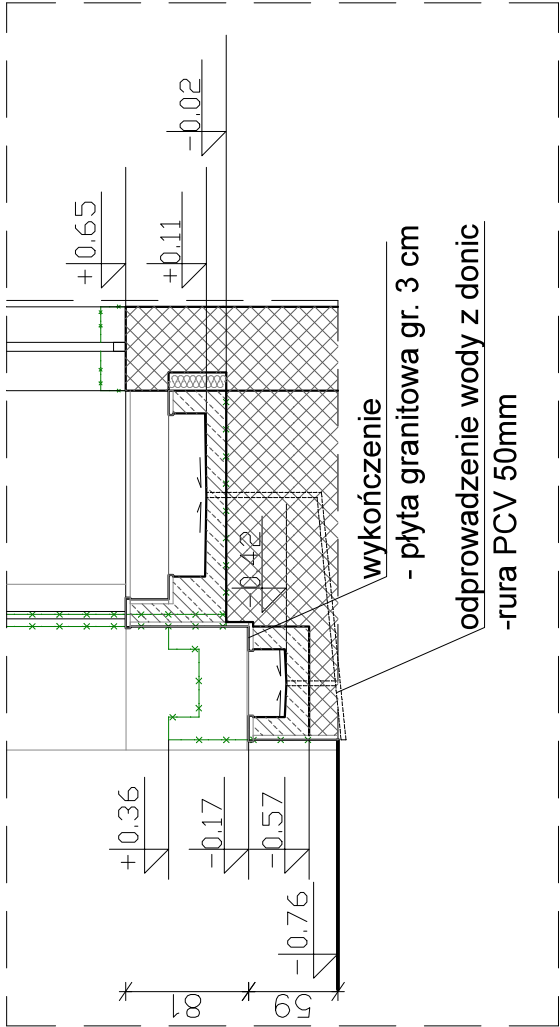 +0.65
+0.11
-0.02
-0.42
+0.36
-0.17
-0.57
-0.76
81
59
wykończenie
- płyta granitowa gr. 3 cm
odprowadzenie wody z donic
-rura PCV 50mm